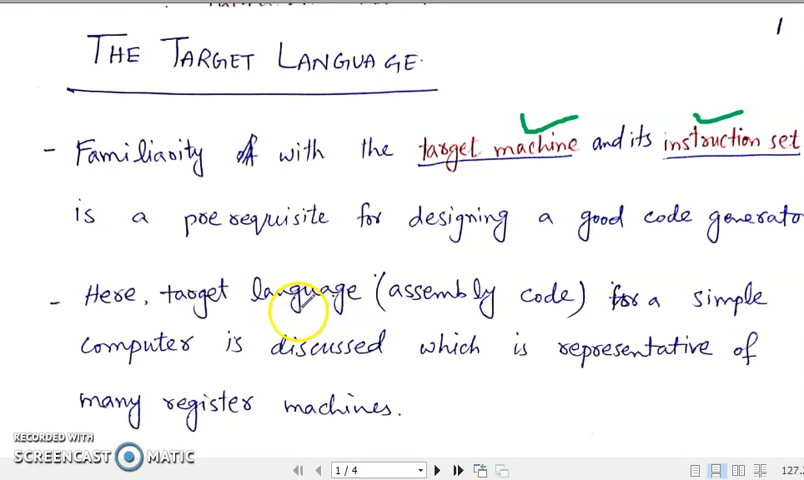 1
THE TARGET LANGUAGE.
- Familiarity with the target machine and its instruction set
is a prerequisite for designing a good code generator
- Here, target language (assembly code) for a simple
computer is discussed which is representative of
many register machines.
RECORDED WITH
SCREENCAST MATIC
1 / 4
127.